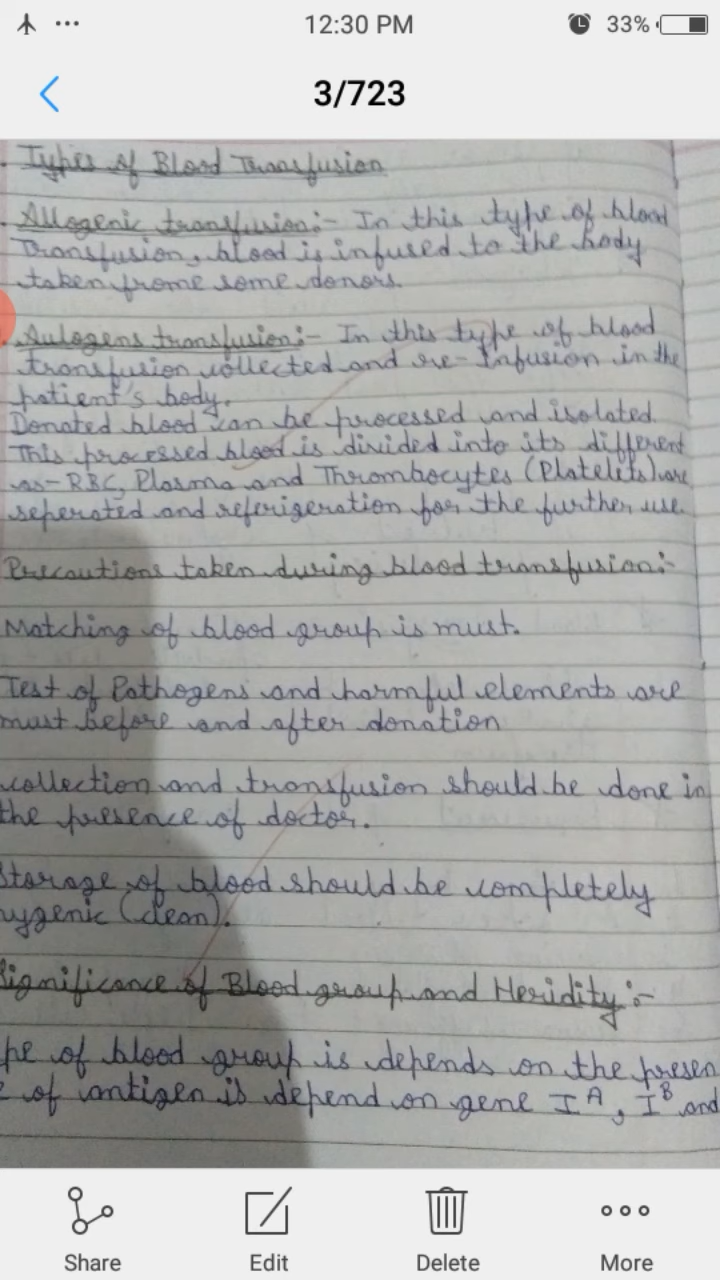 12:30 PM
33%
3/723
Types of Blood Transfusion
Allogenic transfusion:- In this type of blood
Transfusion, blood is infused to the body
taken frome some donors.
Aulogens transfusion:- In this type of blood
transfusion collected and re-Infusion in the
patient's body.
Donated blood can be processed and isolated.
This processed blood is divided into its different
as- RBC, Plasma and Thrombocytes (Platelets) are
seperated and referigeration for the further use.
Precautions taken during blood transfusion:-
Matching of blood group is must.
Test of Pathogens and harmful elements are
must before and after donation
collection and transfusion should be done in
the presence of doctor.
Storage of blood should be completely
ygenic (clean).
Significance of Blood group and Heridity:-
pe of blood group is depends on the presen
e of antigen is depend on gene I^A, I^B and
Share
Edit
Delete
More